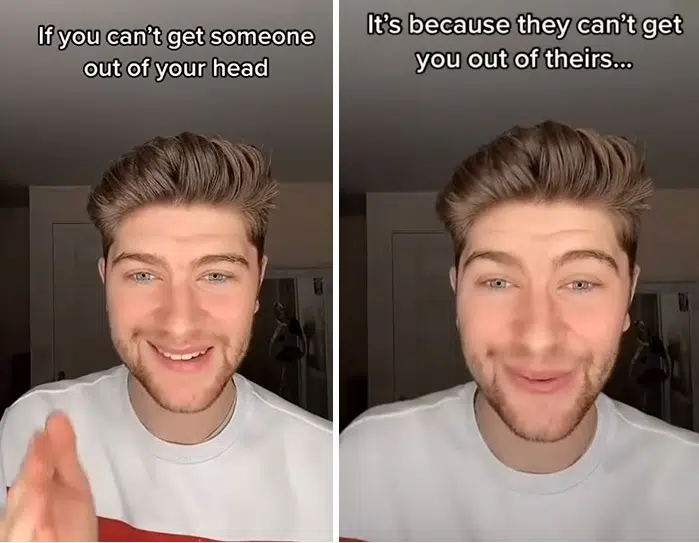 If you can't get someone
out of your head
It's because they can't get
you out of theirs...